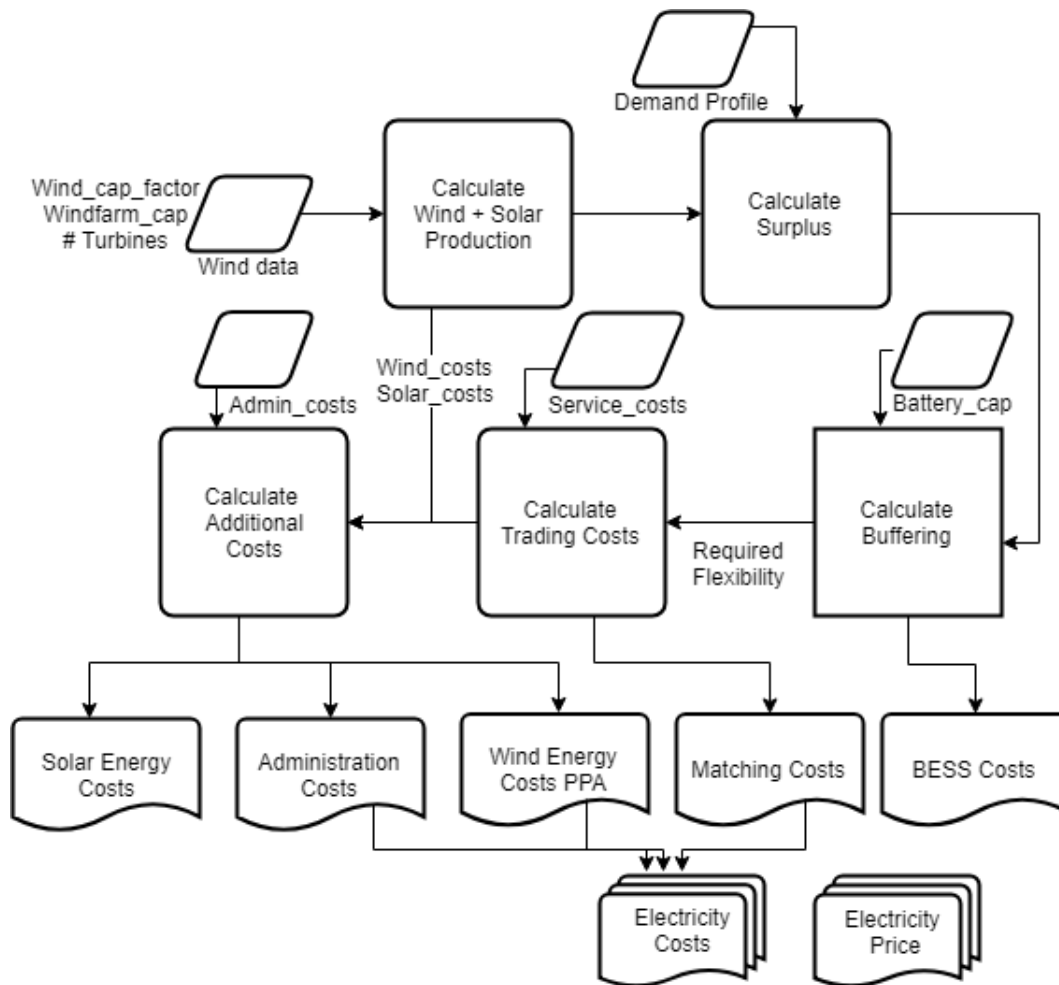 Demand Profile
Wind_cap_factor
Windfarm_cap
# Turbines
Wind data
Calculate
Wind + Solar
Production
Calculate
Surplus
Admin_costs
Wind_costs
Solar_costs
Service_costs
Battery_cap
Calculate
Additional
Costs
Calculate
Trading Costs
Required
Flexibility
Calculate
Buffering
Solar Energy
Costs
Administration
Costs
Wind Energy
Costs PPA
Matching Costs
BESS Costs
Electricity
Costs
Electricity
Price